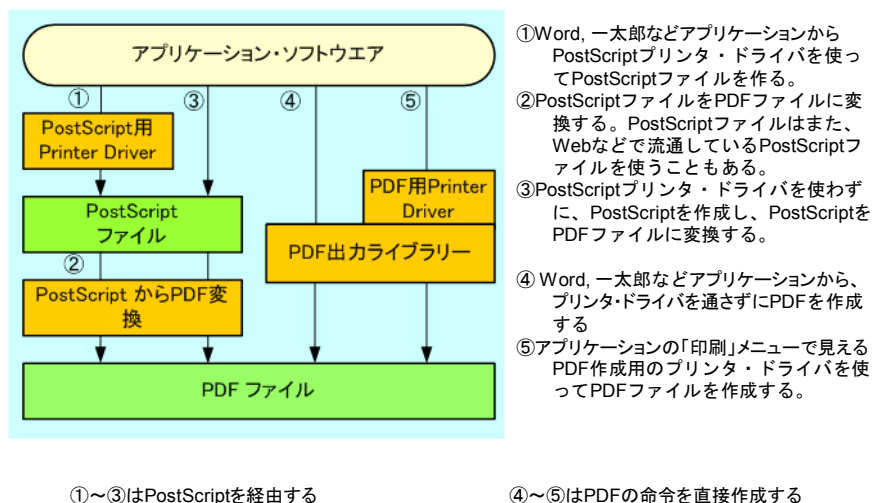 アプリケーション・ソフトウエア
①
③
④
⑤
PostScript用
Printer Driver
PDF用Printer
Driver
PostScript
ファイル
PDF出力ライブラリー
②
PostScript からPDF変
換
PDF ファイル
①Word, 一太郎などアプリケーションから
PostScriptプリンタ・ドライバを使っ
てPostScriptファイルを作る。
②PostScriptファイルをPDFファイルに変
換する。PostScriptファイルはまた、
Webなどで流通しているPostScriptフ
ァイルを使うこともある。
③PostScriptプリンタ・ドライバを使わず
に、PostScriptを作成し、PostScriptを
PDFファイルに変換する。
④ Word, 一太郎などアプリケーションから、
プリンタ・ドライバを通さずにPDFを作成
する
⑤アプリケーションの「印刷」メニューで見える
PDF作成用のプリンタ・ドライバを使
ってPDFファイルを作成する。
①～③はPostScriptを経由する
④～⑤はPDFの命令を直接作成する